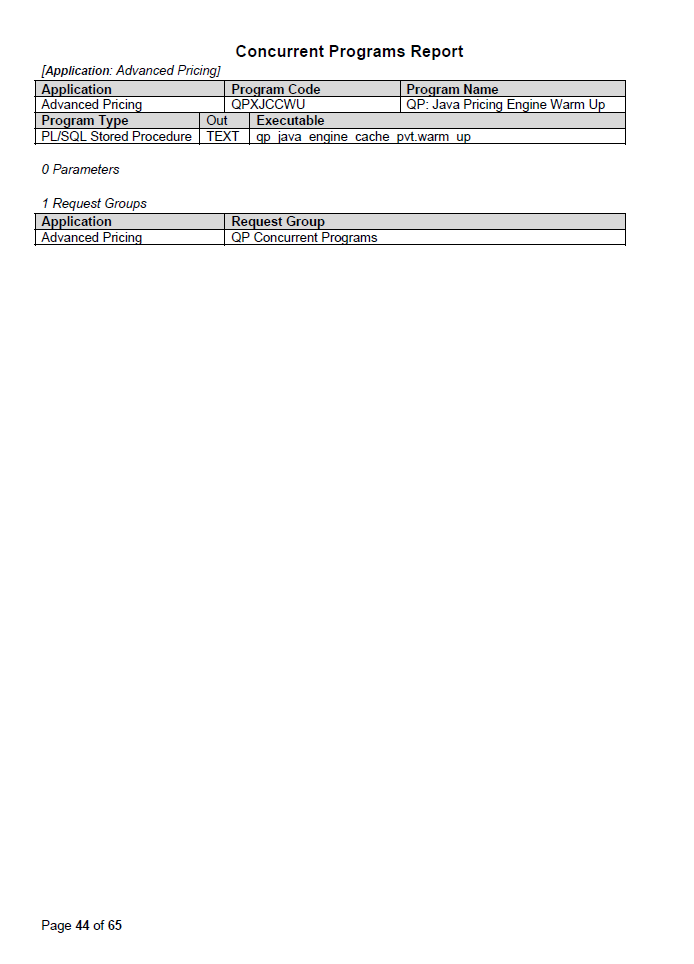 Concurrent Programs Report
[Application: Advanced Pricing]
Application Program Code Program Name
Advanced Pricing QPXJCCWU QP: Java Pricing Engine Warm Up
Program Type Out Executable
PL/SQL Stored Procedure TEXT qp_java_engine_cache_pvt.warm_up
0 Parameters
1 Request Groups
Application Request Group
Advanced Pricing QP Concurrent Programs
Page 44 of 65